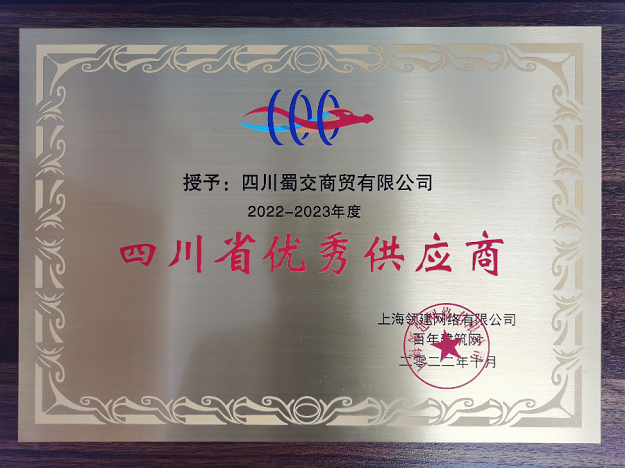 授予：四川蜀交商贸有限公司
2022-2023年度
四川省优秀供应商
上海领建网络有限公司
百年建筑网
二零二二年十月